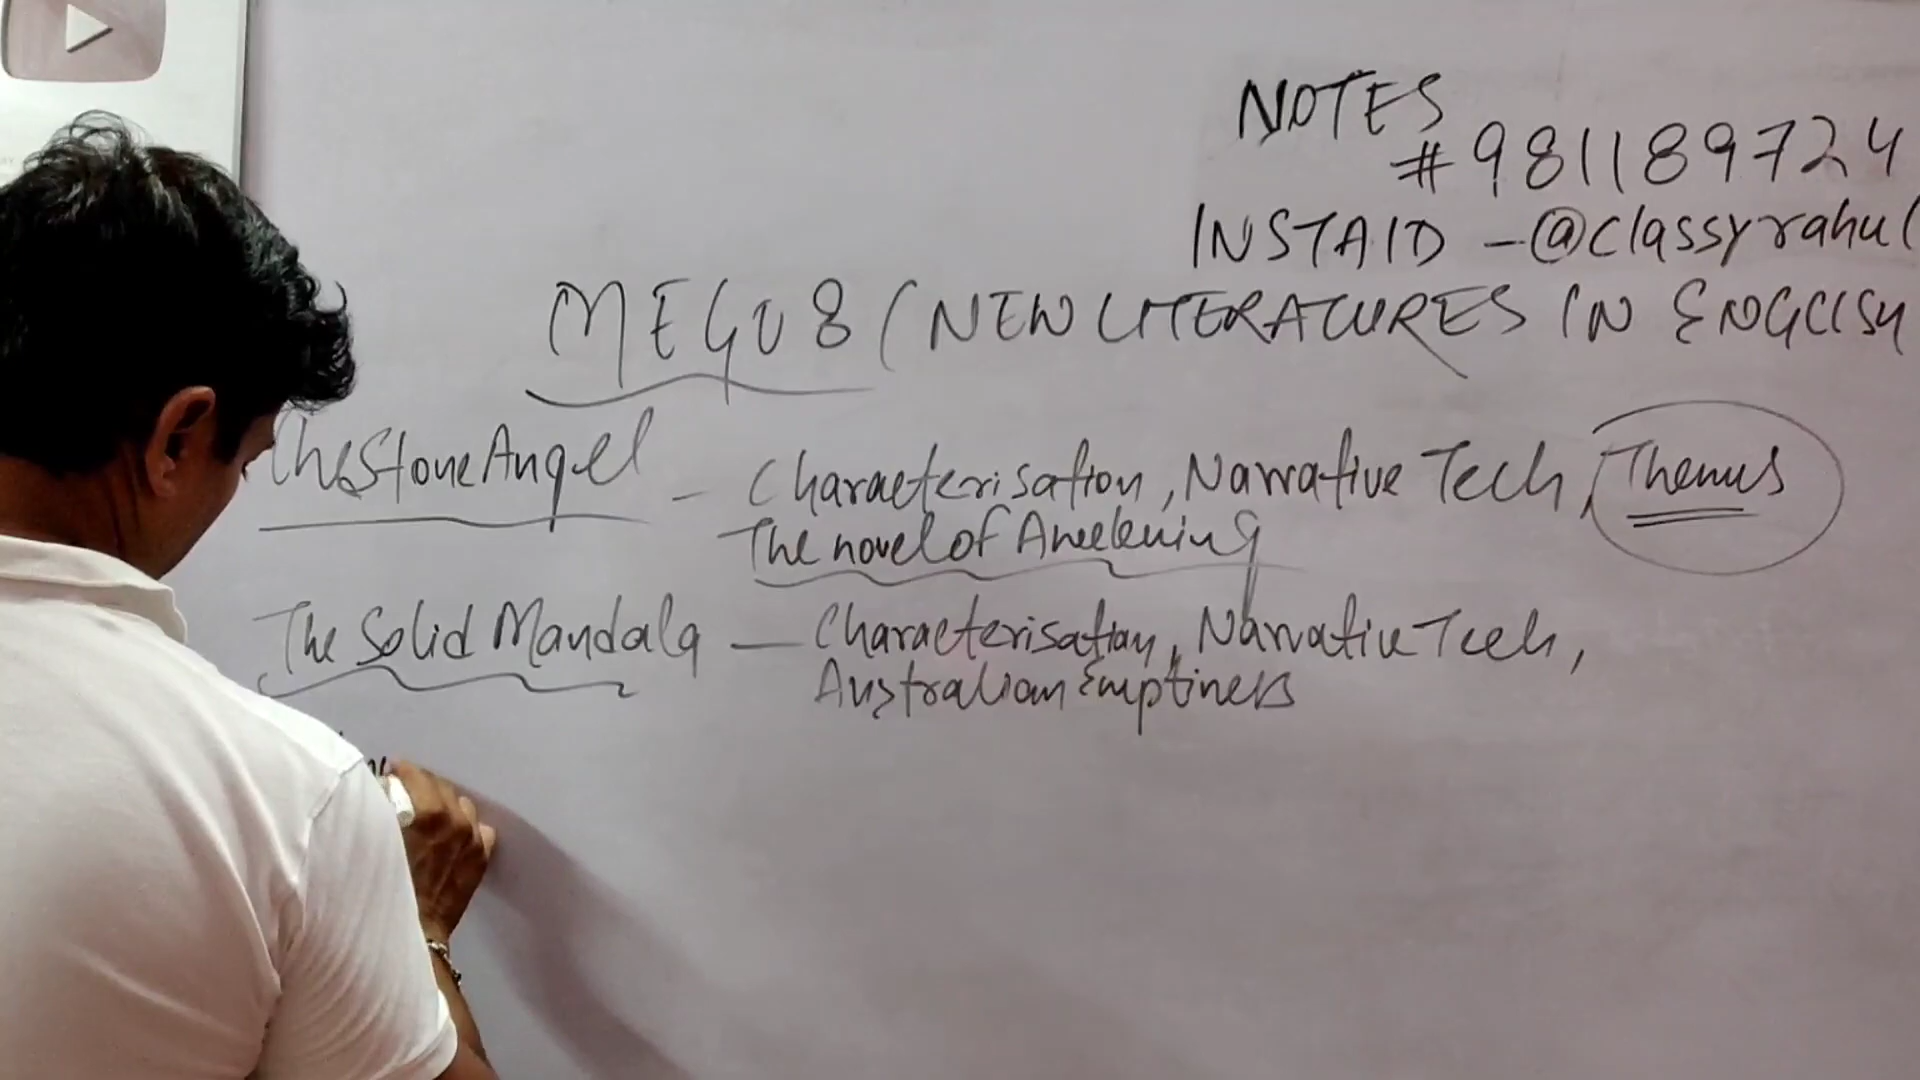 NOTES
#981189724
INSTAID - @classyrahul
MEG08 (NEW LITERATURES IN ENGLISH
The Stone Angel - Characterisation, Narrative Tech, Themes
The novel of Awekening
The Solid Mandala - Characterisation, Narrative Tech,
Australian Emptiness